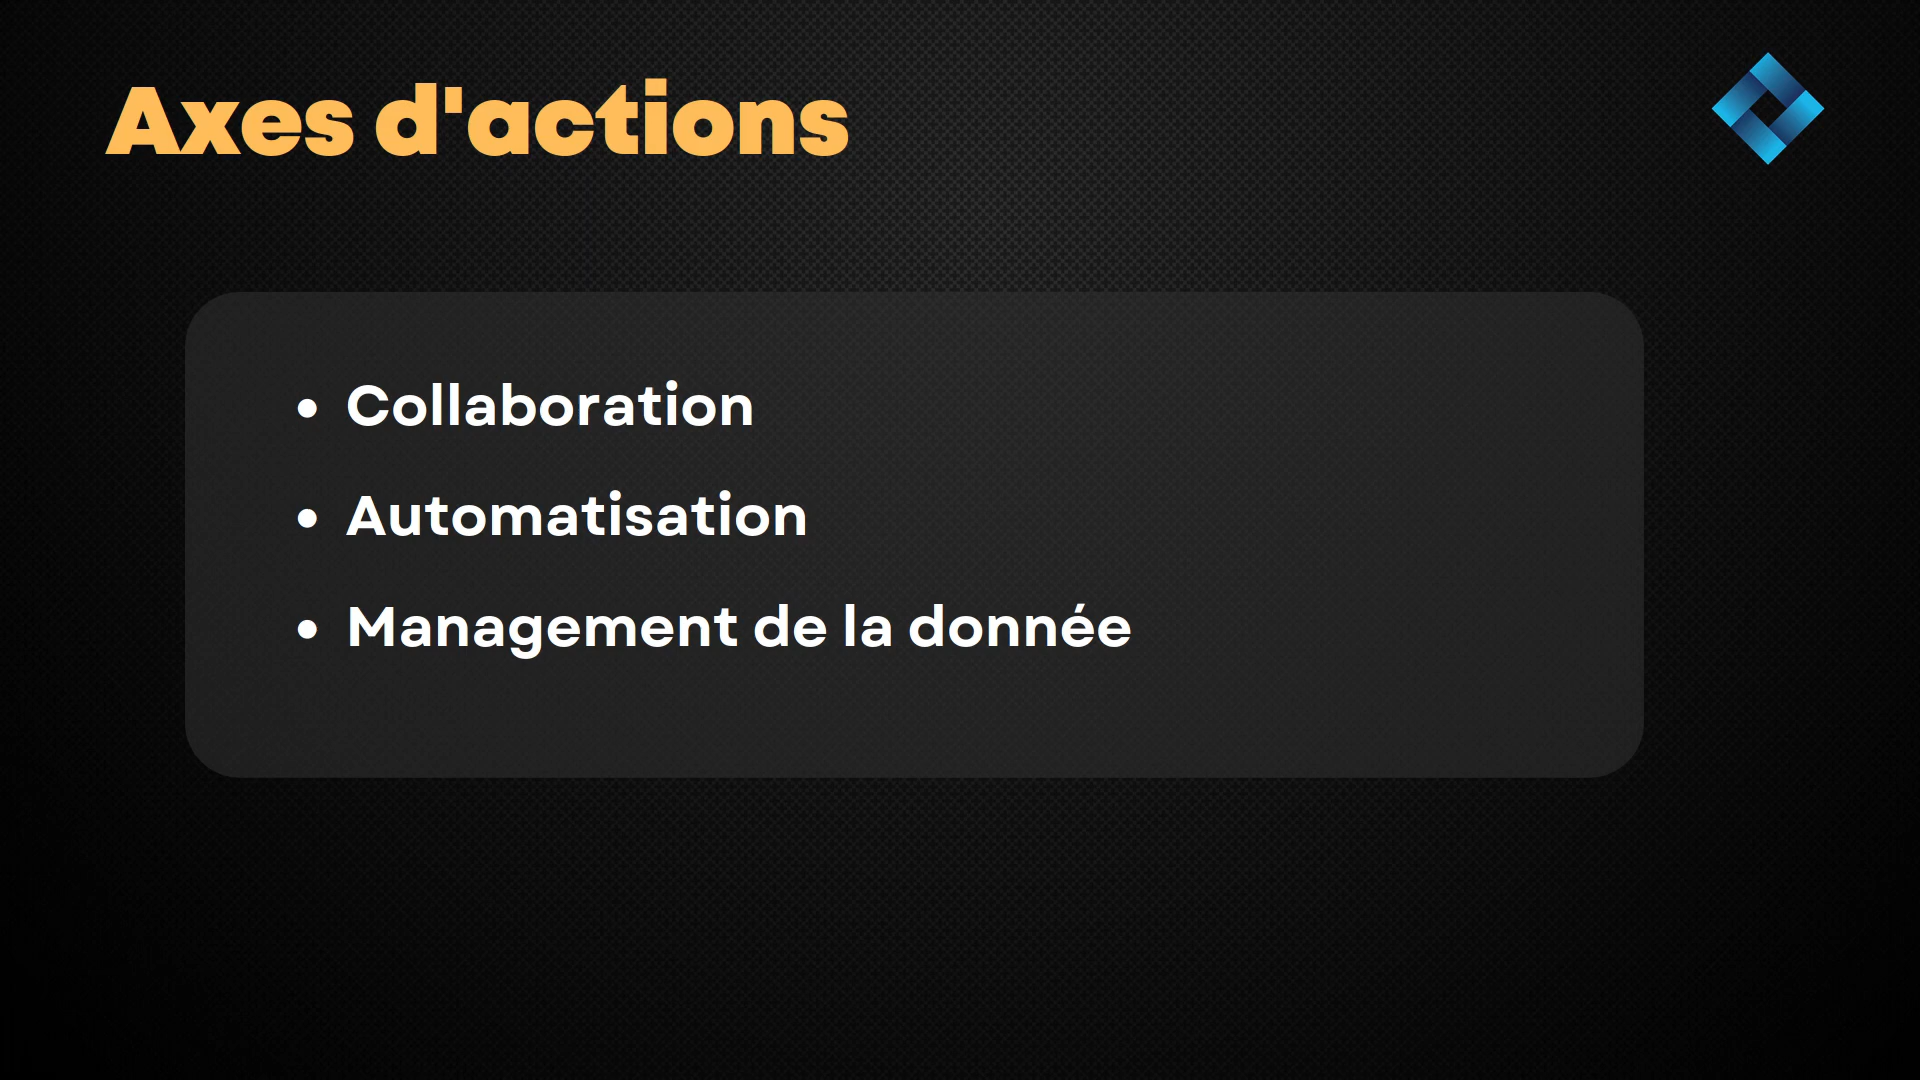 Axes d'actions
• Collaboration
• Automatisation
• Management de la donnée